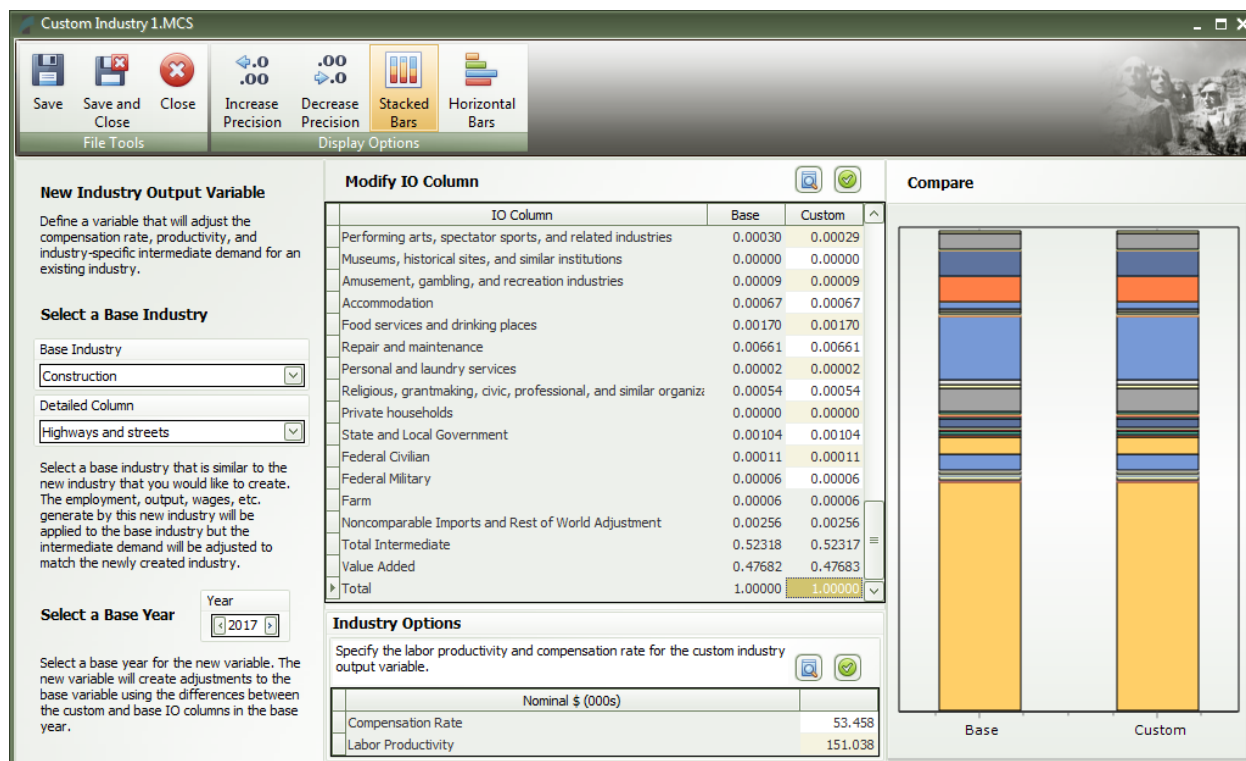 Custom Industry 1.MCS
Save
Save and Close
Close
File Tools
.0 .00
Increase Precision
.00 .0
Decrease Precision
Stacked Bars
Horizontal Bars
Display Options
New Industry Output Variable
Define a variable that will adjust the
compensation rate, productivity, and
industry-specific intermediate demand for an
existing industry.
Select a Base Industry
Base Industry
Construction
Detailed Column
Highways and streets
Select a base industry that is similar to the
new industry that you would like to create.
The employment, output, wages, etc.
generate by this new industry will be
applied to the base industry but the
intermediate demand will be adjusted to
match the newly created industry.
Select a Base Year
Year
2017
Select a base year for the new variable. The
new variable will create adjustments to the
base variable using the differences between
the custom and base IO columns in the base
year.
Modify IO Column
IO Column Base Custom
Performing arts, spectator sports, and related industries 0.00030 0.00029
Museums, historical sites, and similar institutions 0.00000 0.00000
Amusement, gambling, and recreation industries 0.00009 0.00009
Accommodation 0.00067 0.00067
Food services and drinking places 0.00170 0.00170
Repair and maintenance 0.00661 0.00661
Personal and laundry services 0.00002 0.00002
Religious, grantmaking, civic, professional, and similar organiza 0.00054 0.00054
Private households 0.00000 0.00000
State and Local Government 0.00104 0.00104
Federal Civilian 0.00011 0.00011
Federal Military 0.00006 0.00006
Farm 0.00006 0.00006
Noncomparable Imports and Rest of World Adjustment 0.00256 0.00256
Total Intermediate 0.52318 0.52317
Value Added 0.47682 0.47683
Total 1.00000 1.00000
Industry Options
Specify the labor productivity and compensation rate for the custom industry
output variable.
Nominal $ (000s)
Compensation Rate 53.458
Labor Productivity 151.038
Compare
Base Custom